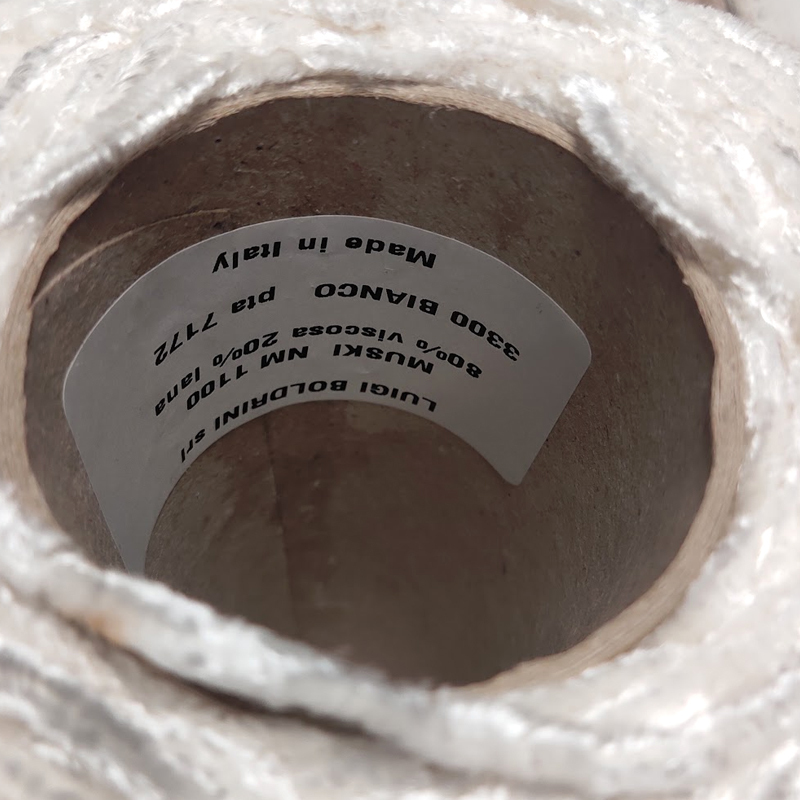 LUIGI BOLDRINI srl
MUSKI NM 1100
80% viscosa 20% lana
3300 BIANCO pta 7172
Made in Italy